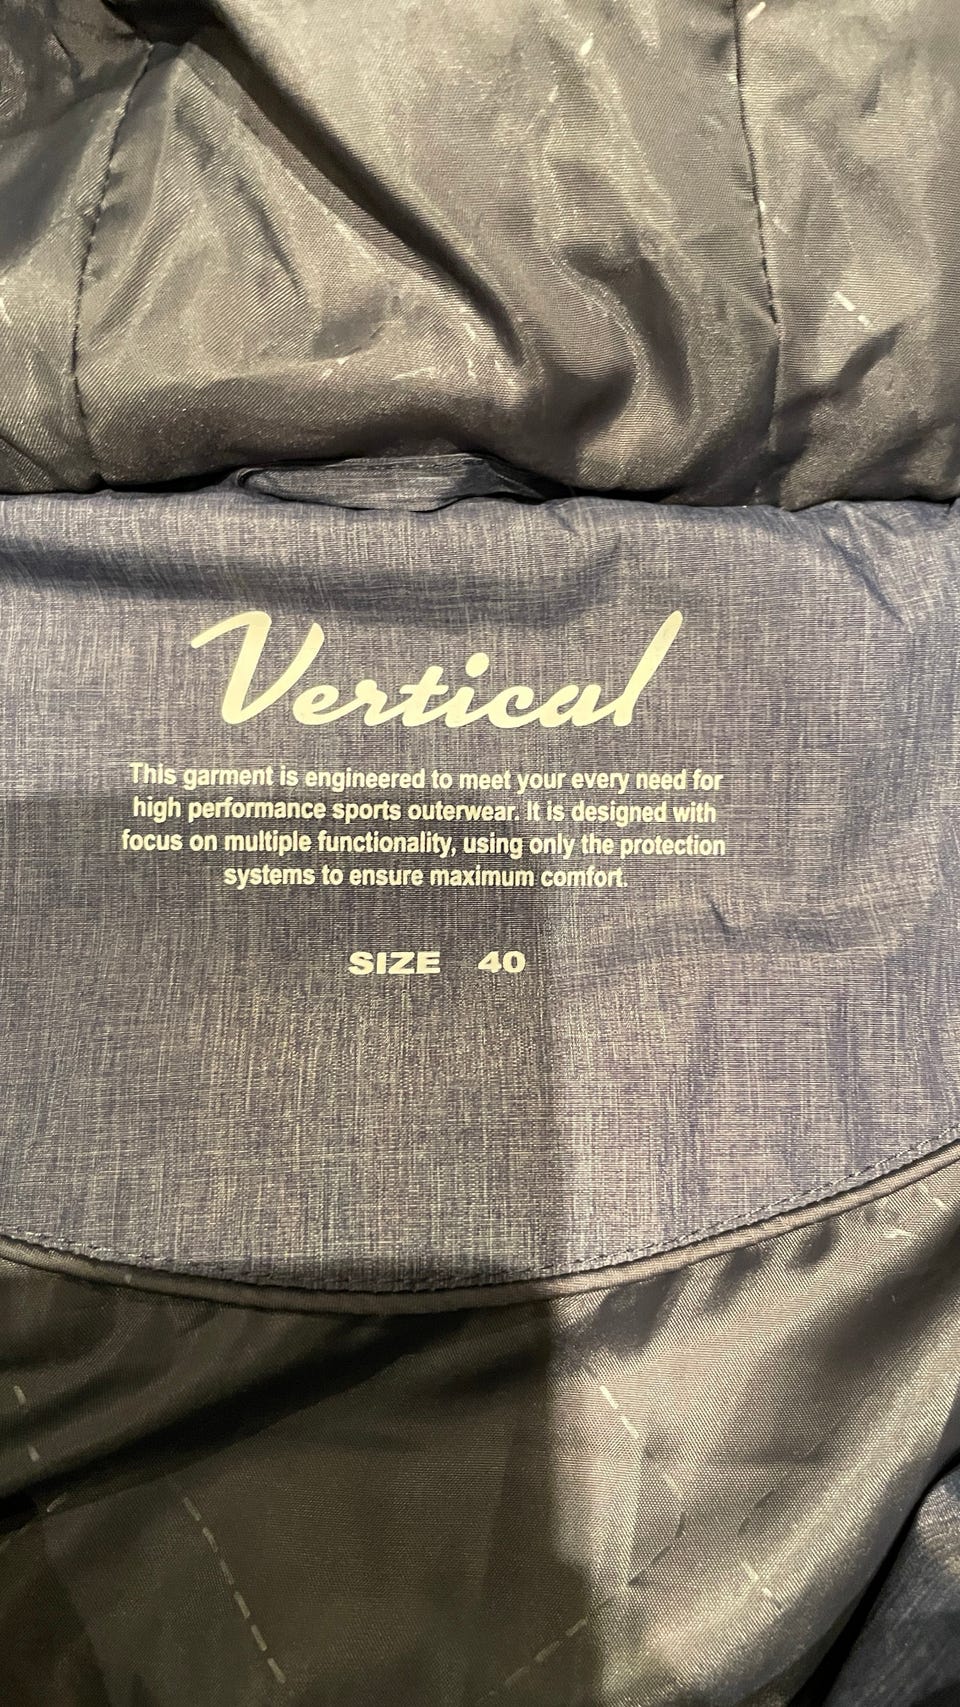 Vertical
This garment is engineered to meet your every need for
high performance sports outerwear. It is designed with
focus on multiple functionality, using only the protection
systems to ensure maximum comfort.
SIZE 40